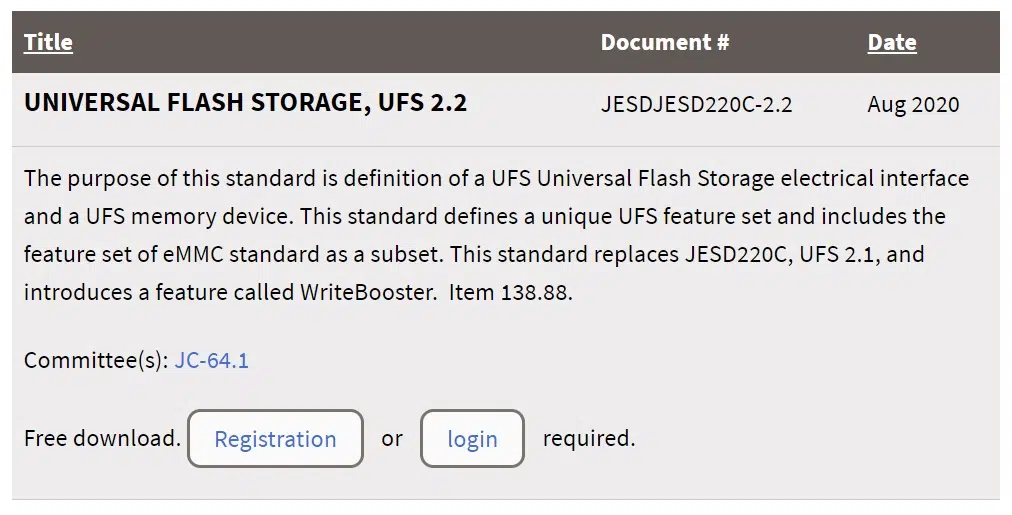 Title Document # Date
UNIVERSAL FLASH STORAGE, UFS 2.2 JESDJESD220C-2.2 Aug 2020
The purpose of this standard is definition of a UFS Universal Flash Storage electrical interface
and a UFS memory device. This standard defines a unique UFS feature set and includes the
feature set of eMMC standard as a subset. This standard replaces JESD220C, UFS 2.1, and
introduces a feature called WriteBooster.  Item 138.88.
Committee(s): JC-64.1
Free download. Registration or login required.